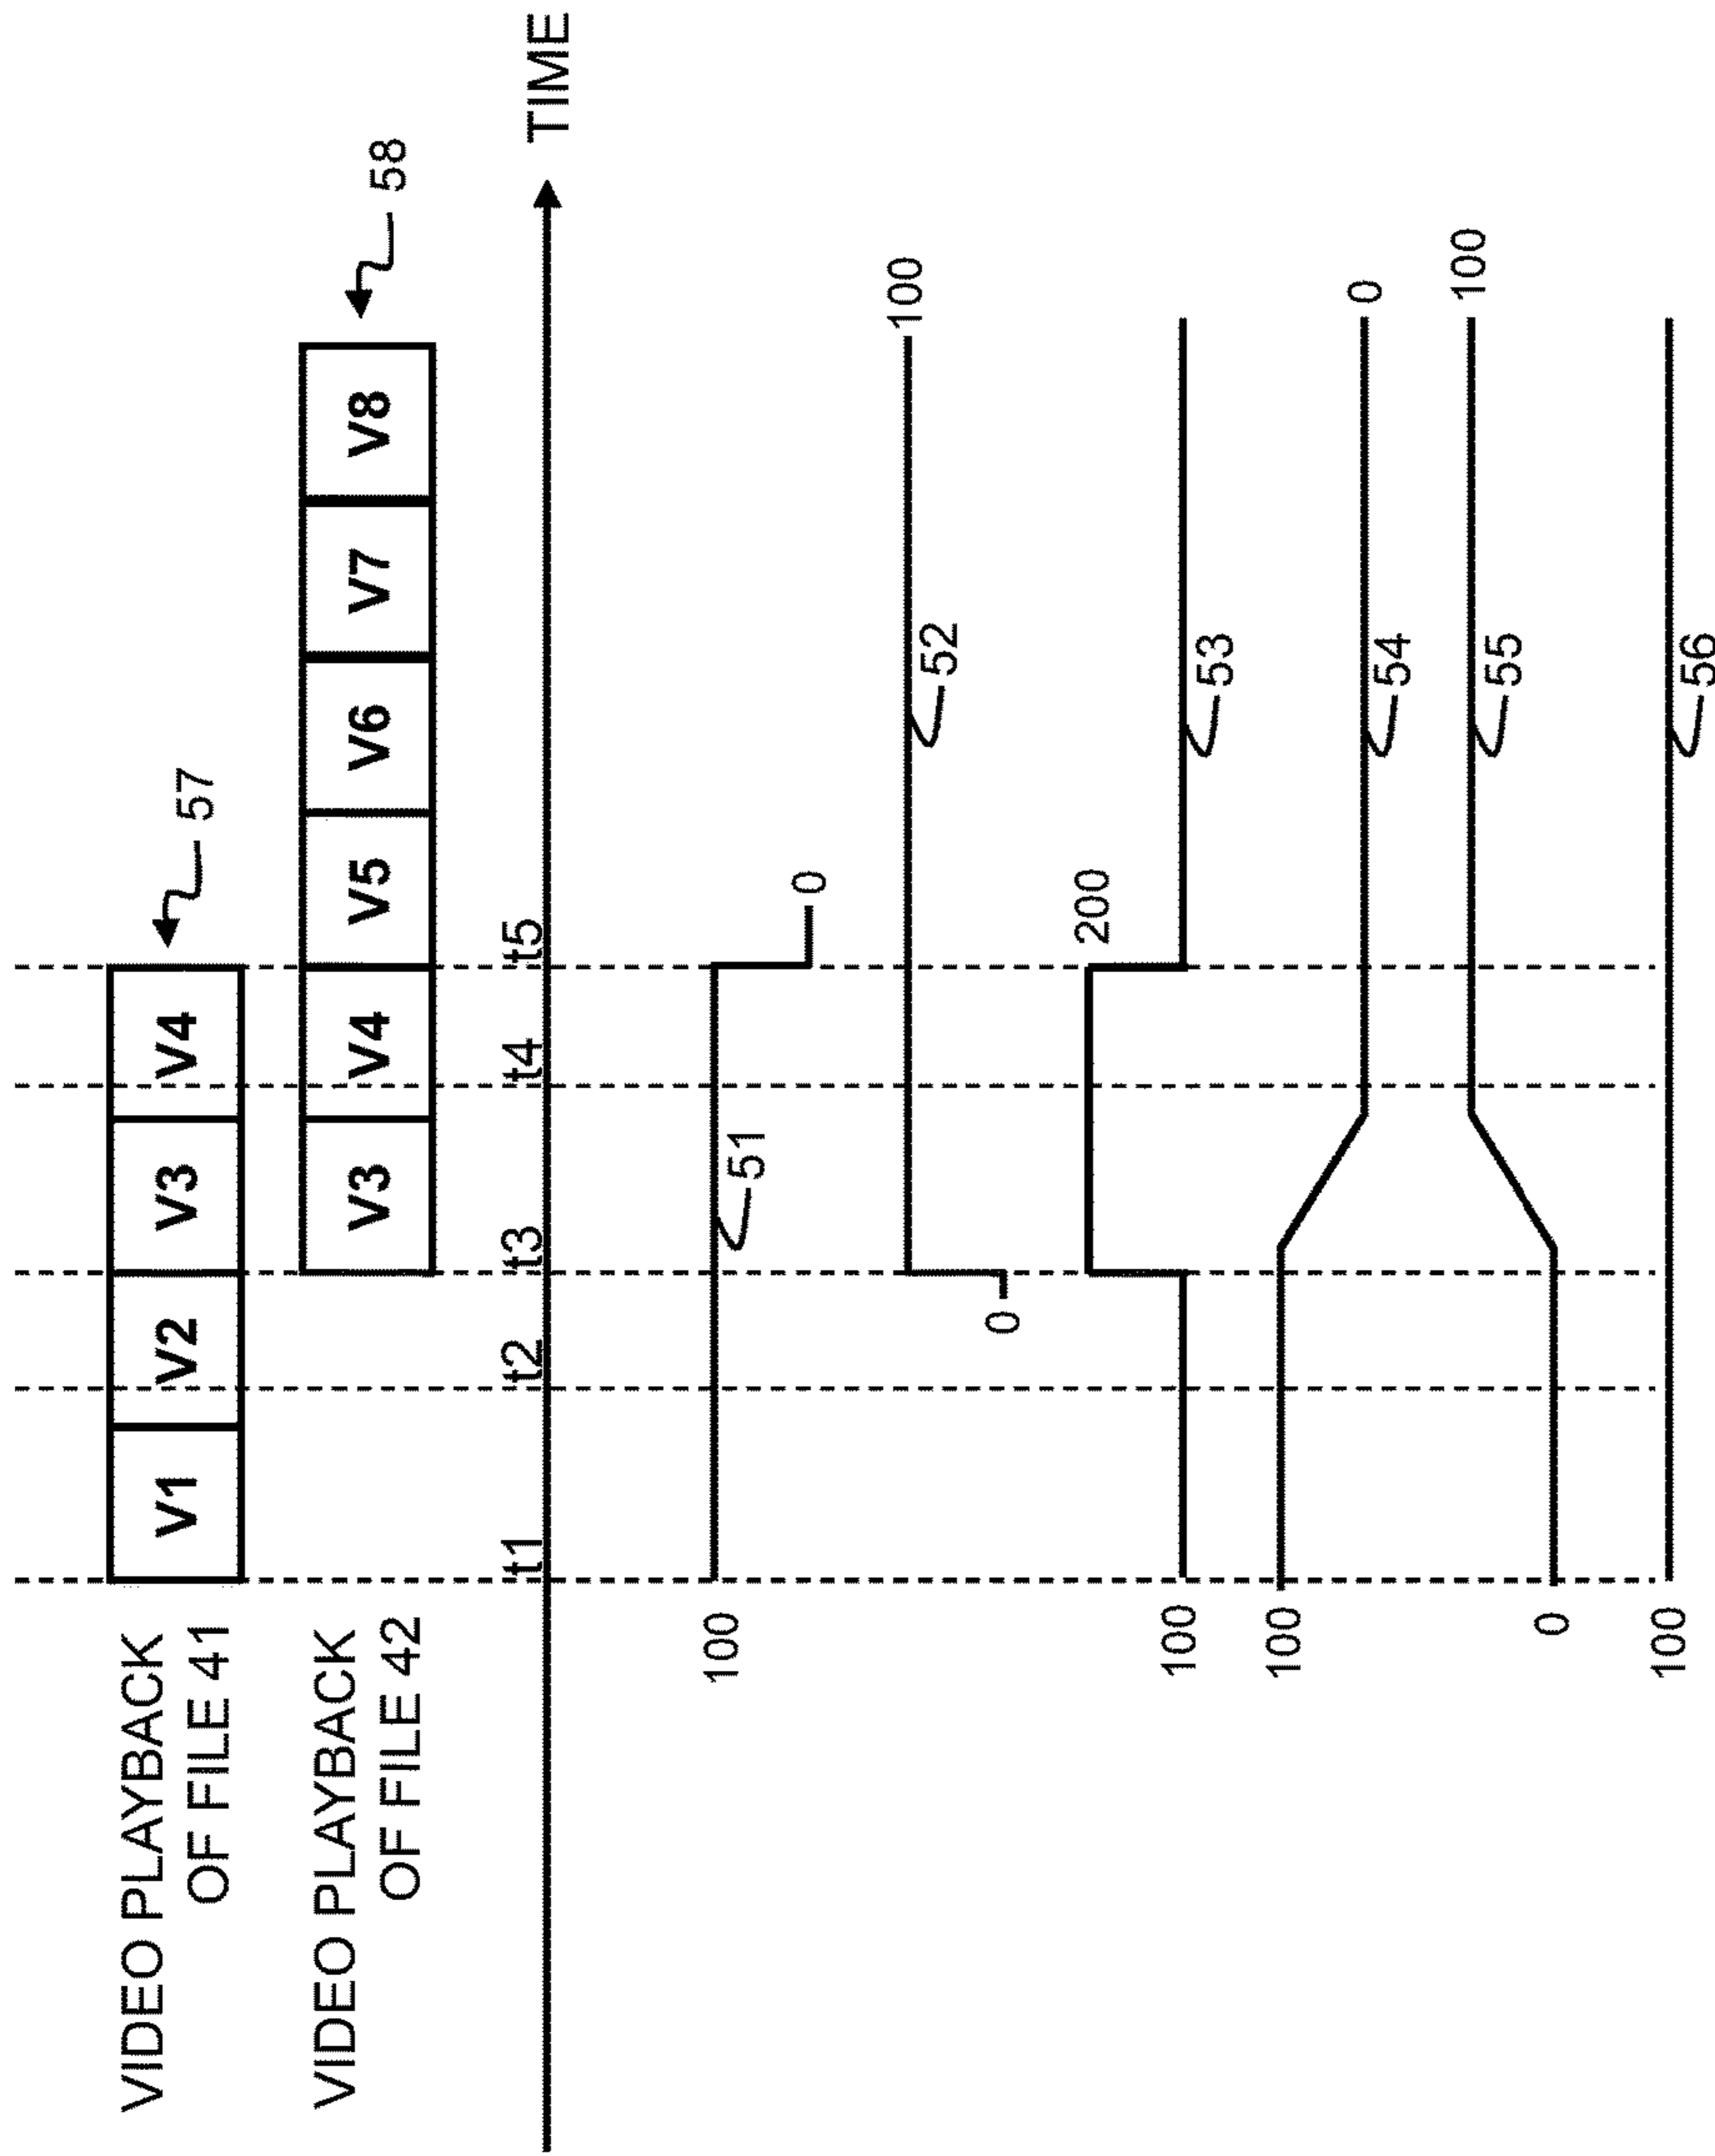 VIDEO PLAYBACK
OF FILE 41
V1 V2 V3 V4
57
VIDEO PLAYBACK
OF FILE 42
V3 V4 V5 V6 V7 V8
58
t1 t2 t3 t4 t5
TIME
100
51
0
0
52
100
100
200
53
100
54
0
0
55
100
100
56